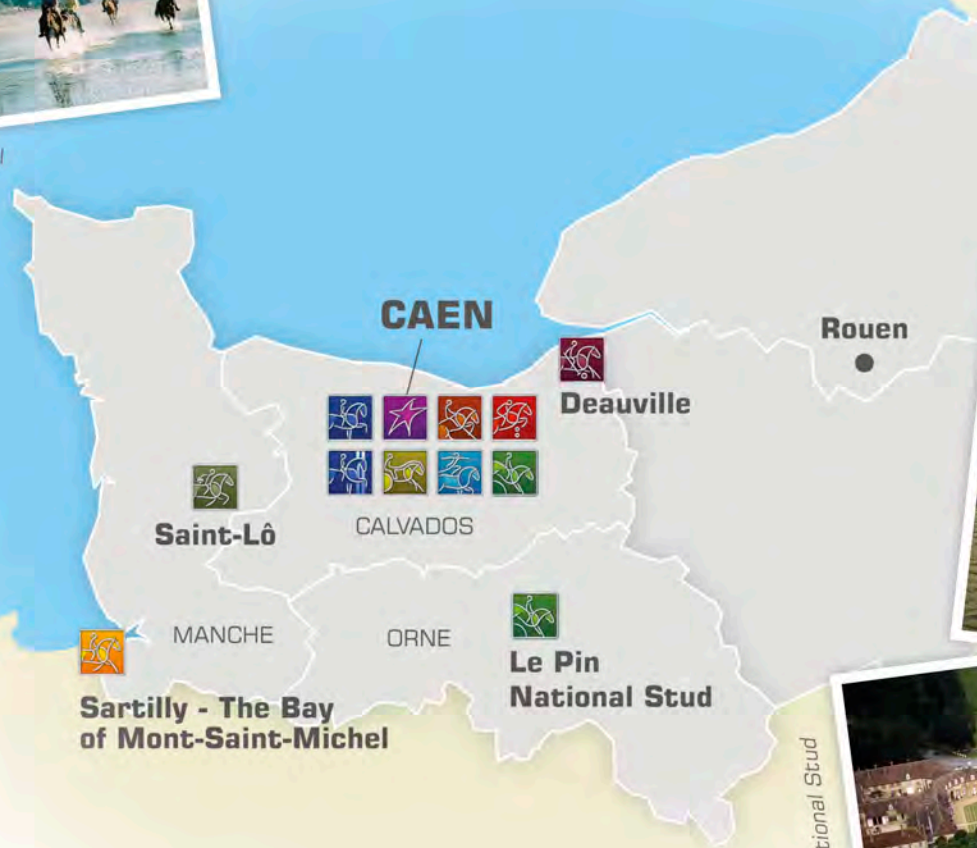 CAEN
Rouen
Deauville
Saint-Lô
CALVADOS
MANCHE
ORNE
Le Pin
National Stud
Sartilly - The Bay
of Mont-Saint-Michel
tional Stud